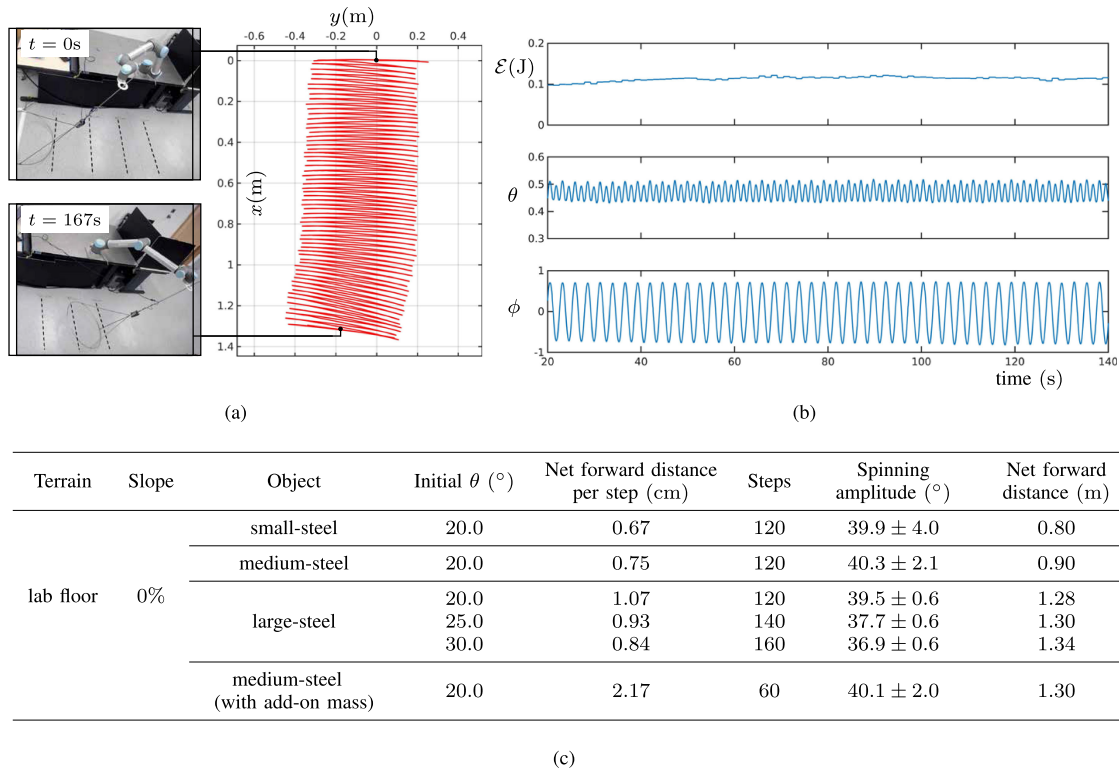 t = 0s
t = 167s
y(m)
-0.6 -0.4 -0.2 0 0.2 0.4
0
0.2
0.4
0.6
0.8
1
1.2
1.4
x(m)
(a)
ℰ(J)
0.2
0.1
0
θ
0.6
0.5
0.4
0.3
ϕ
1
0
-1
20 40 60 80 100 120 140
time (s)
(b)
Terrain Slope Object Initial θ (°) Net forward distance per step (cm) Steps Spinning amplitude (°) Net forward distance (m)
lab floor 0%
small-steel 20.0 0.67 120 39.9 ± 4.0 0.80
medium-steel 20.0 0.75 120 40.3 ± 2.1 0.90
large-steel
20.0 1.07 120 39.5 ± 0.6 1.28
25.0 0.93 140 37.7 ± 0.6 1.30
30.0 0.84 160 36.9 ± 0.6 1.34
medium-steel
(with add-on mass) 20.0 2.17 60 40.1 ± 2.0 1.30
(c)